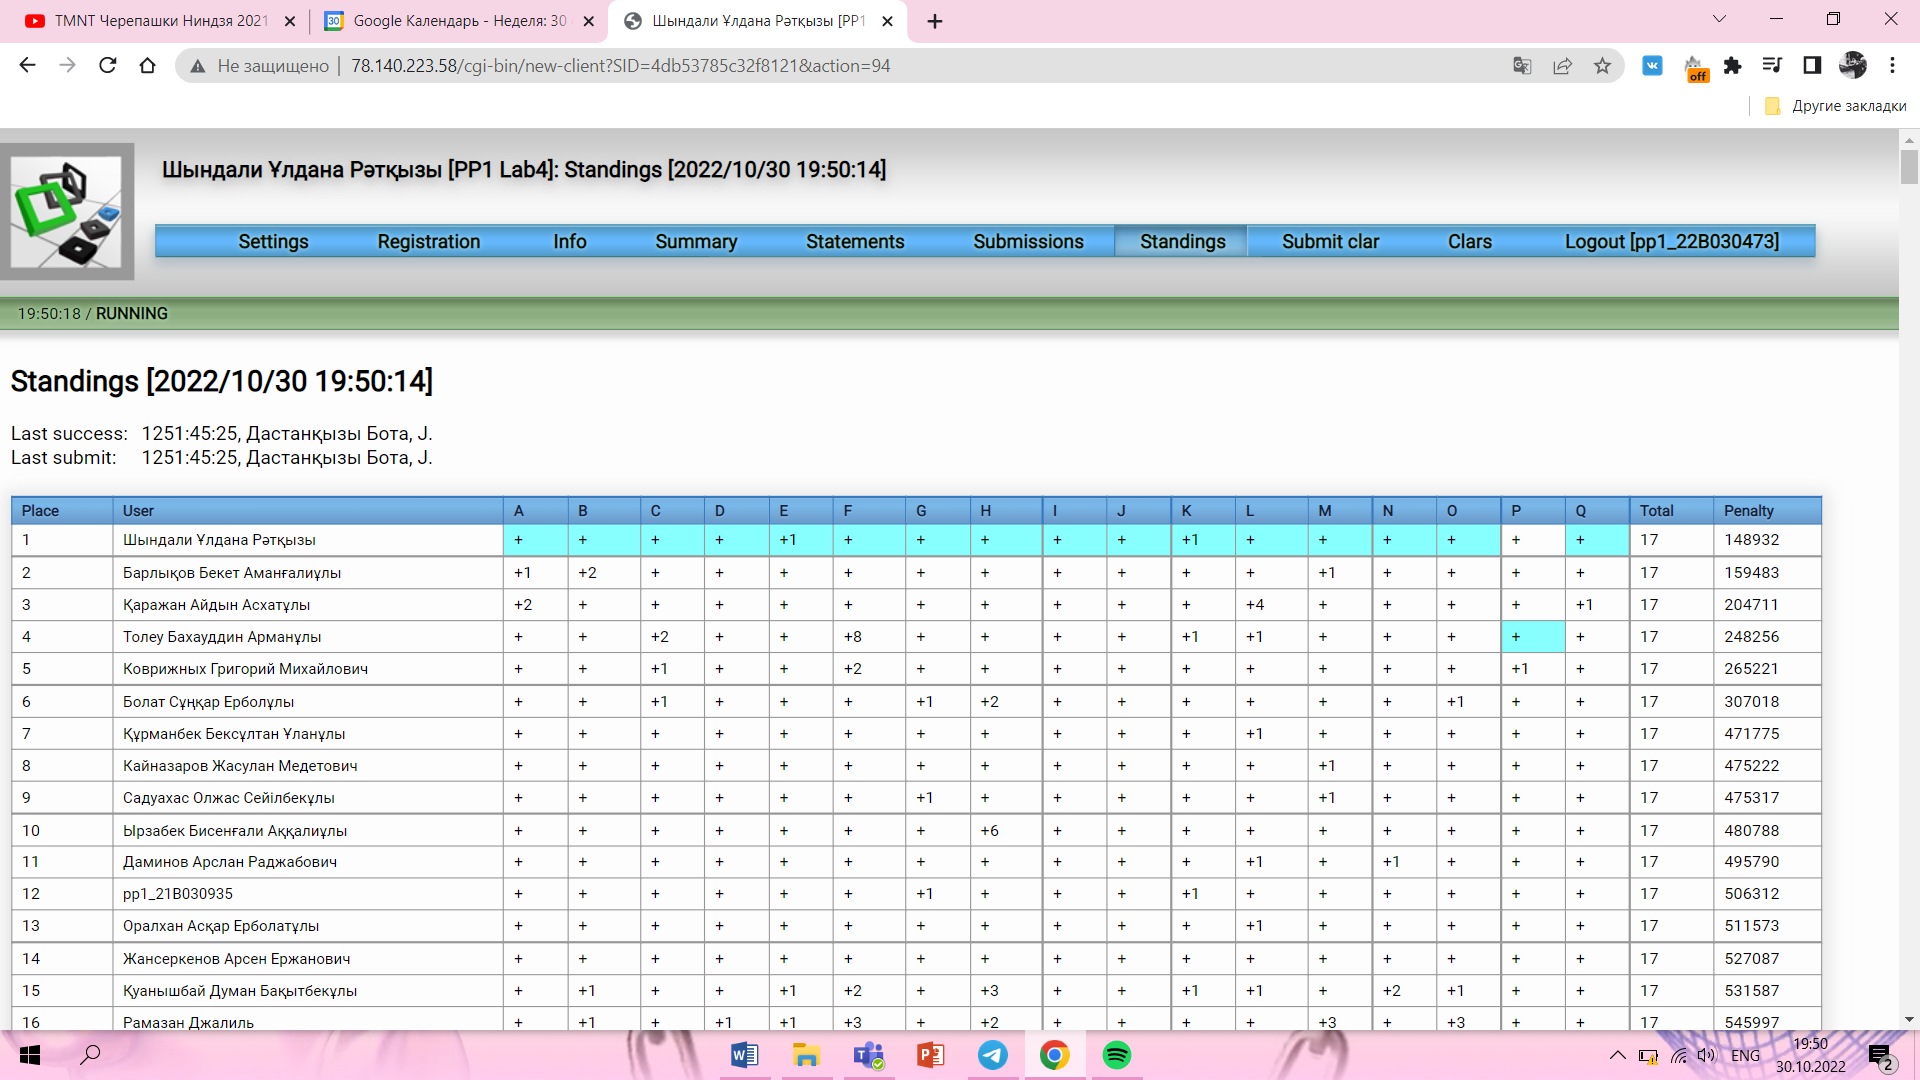 TMNT Черепашки Ниндзя 2021
Google Календарь - Неделя: 30
Шындали Ұлдана Рәтқызы [PP1
Не защищено | 78.140.223.58/cgi-bin/new-client?SID=4db53785c32f8121&action=94
off
Другие закладки
Шындали Ұлдана Рәтқызы [PP1 Lab4]: Standings [2022/10/30 19:50:14]
Settings Registration Info Summary Statements Submissions Standings Submit clar Clars Logout [pp1_22B030473]
19:50:18 / RUNNING
Standings [2022/10/30 19:50:14]
Last success: 1251:45:25, Дастанқызы Бота, J.
Last submit: 1251:45:25, Дастанқызы Бота, J.
Place User A B C D E F G H I J K L M N O P Q Total Penalty
1 Шындали Ұлдана Рәтқызы + + + + +1 + + + + + +1 + + + + + + 17 148932
2 Барлықов Бекет Аманғалиұлы +1 +2 + + + + + + + + + + +1 + + + + 17 159483
3 Қаражан Айдын Асхатұлы +2 + + + + + + + + + + +4 + + + + +1 17 204711
4 Толеу Бахауддин Арманұлы + + +2 + + +8 + + + + +1 +1 + + + + + 17 248256
5 Коврижных Григорий Михайлович + + +1 + + +2 + + + + + + + + + +1 + 17 265221
6 Болат Сұңқар Ерболұлы + + +1 + + + +1 +2 + + + + + + +1 + + 17 307018
7 Құрманбек Бексұлтан Ұланұлы + + + + + + + + + + + +1 + + + + + 17 471775
8 Кайназаров Жасулан Медетович + + + + + + + + + + + + +1 + + + + 17 475222
9 Садуахас Олжас Сейілбекұлы + + + + + + +1 + + + + + +1 + + + + 17 475317
10 Ырзабек Бисенғали Аққалиұлы + + + + + + + +6 + + + + + + + + + 17 480788
11 Даминов Арслан Раджабович + + + + + + + + + + + +1 + +1 + + + 17 495790
12 pp1_21B030935 + + + + + + +1 + + + +1 + + + + + + 17 506312
13 Оралхан Асқар Ерболатұлы + + + + + + + + + + + +1 + + + + + 17 511573
14 Жансеркенов Арсен Ержанович + + + + + + + + + + + + + + + + + 17 527087
15 Қуанышбай Думан Бақытбекұлы + +1 + + +1 +2 + +3 + + +1 +1 + +2 +1 + + 17 531587
16 Рамазан Джалиль + +1 + +1 +1 +3 + +2 + + + + +3 + +3 + + 17 545997
ENG
19:50
30.10.2022
2